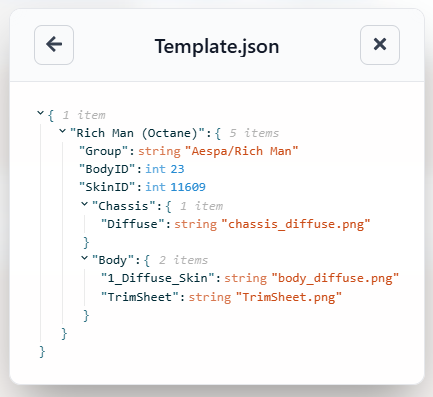 Template.json
{ 1 item
"Rich Man (Octane)":{ 5 items
"Group":string "Aespa/Rich Man"
"BodyID":int 23
"SkinID":int 11609
"Chassis":{ 1 item
"Diffuse":string "chassis_diffuse.png"
}
"Body":{ 2 items
"1_Diffuse_Skin":string "body_diffuse.png"
"TrimSheet":string "TrimSheet.png"
}
}
}